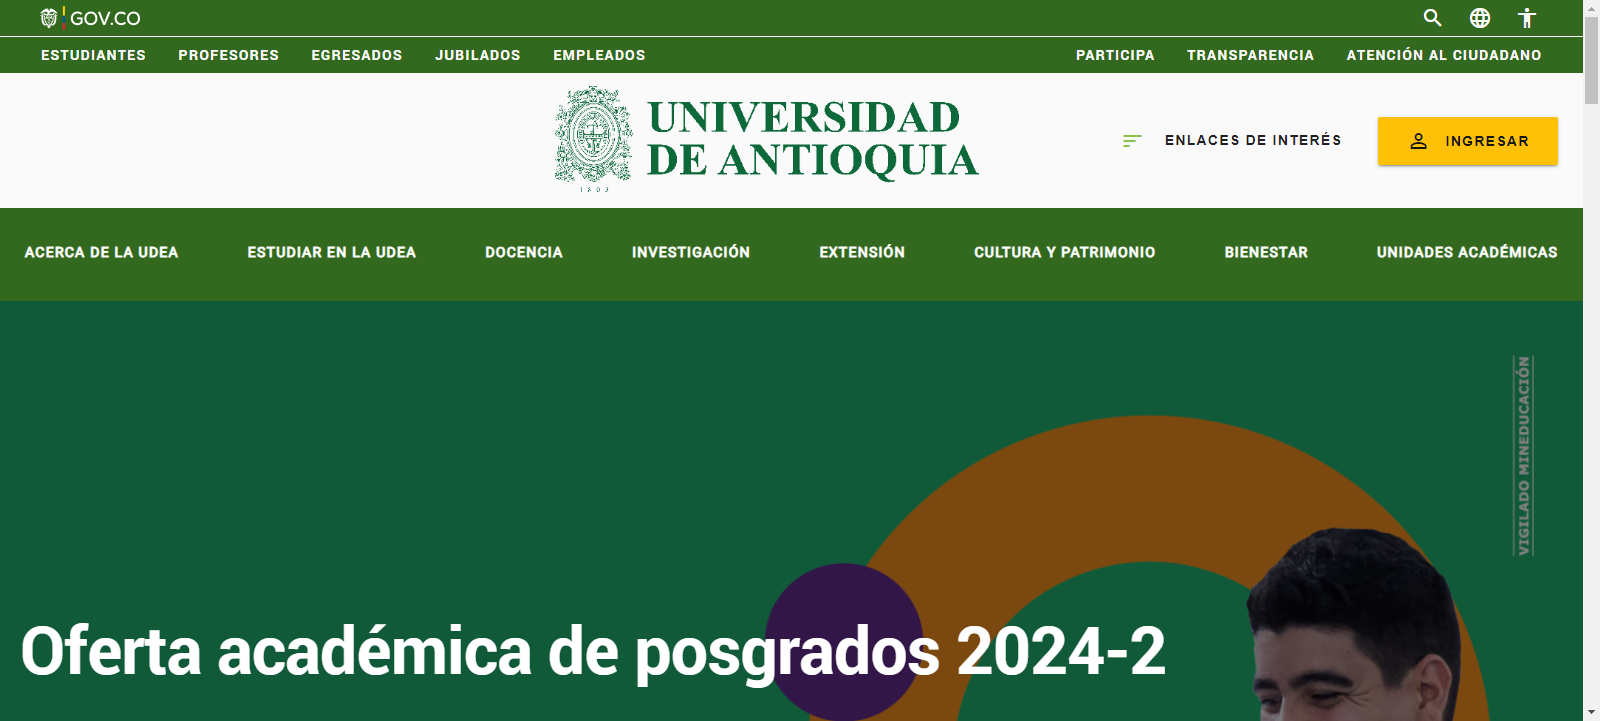 GOV.CO
ESTUDIANTES PROFESORES EGRESADOS JUBILADOS EMPLEADOS PARTICIPA TRANSPARENCIA ATENCIÓN AL CIUDADANO
UNIVERSIDAD
DE ANTIOQUIA
1803
ENLACES DE INTERÉS
INGRESAR
ACERCA DE LA UDEA ESTUDIAR EN LA UDEA DOCENCIA INVESTIGACIÓN EXTENSIÓN CULTURA Y PATRIMONIO BIENESTAR UNIDADES ACADÉMICAS
VIGILADO MINEDUCACIÓN
Oferta académica de posgrados 2024-2